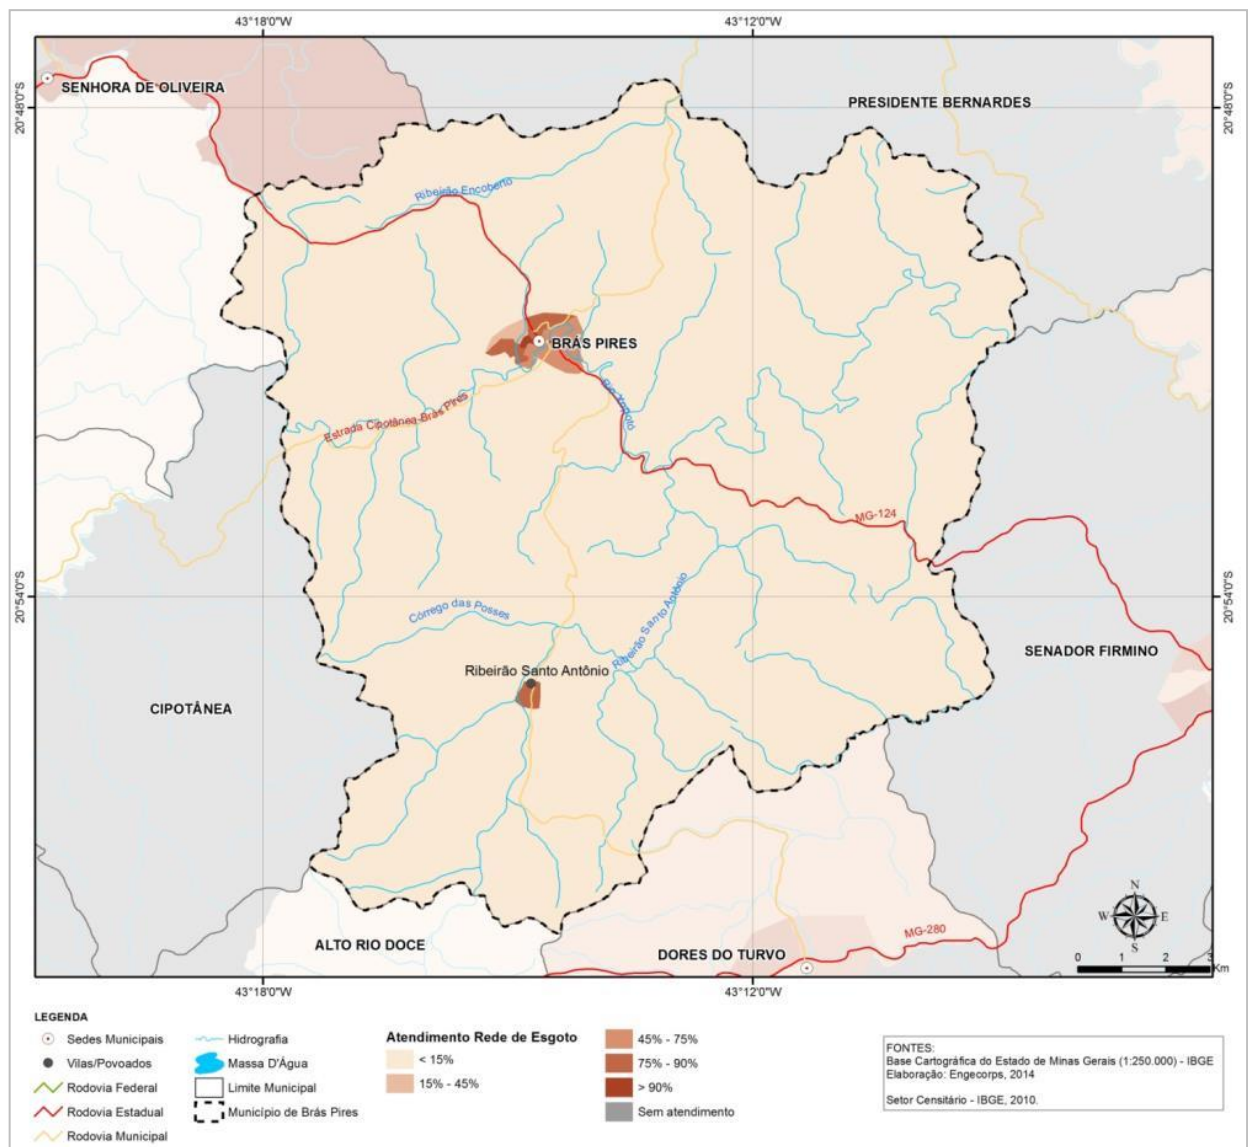 43°18'0"W
43°12'0"W
SENHORA DE OLIVEIRA
PRESIDENTE BERNARDES
20°48'0"S
20°48'0"S
Ribeirão Encoberto
BRÁS PIRES
Rio Xopotó
Estrada Cipotânea-Brás Pires
MG-124
20°54'0"S
20°54'0"S
Córrego das Posses
Ribeirão Santo Antônio
Ribeirão Santo Antônio
SENADOR FIRMINO
CIPOTÂNEA
N
W
E
S
ALTO RIO DOCE
DORES DO TURVO
MG-280
0 1 2 3
Km
43°18'0"W
43°12'0"W
LEGENDA
Sedes Municipais
Vilas/Povoados
Rodovia Federal
Rodovia Estadual
Rodovia Municipal
Hidrografia
Massa D'Água
Limite Municipal
Município de Brás Pires
Atendimento Rede de Esgoto
< 15%
15% - 45%
45% - 75%
75% - 90%
> 90%
Sem atendimento
FONTES:
Base Cartográfica do Estado de Minas Gerais (1:250.000) - IBGE
Elaboração: Engecorps, 2014
Setor Censitário - IBGE, 2010.